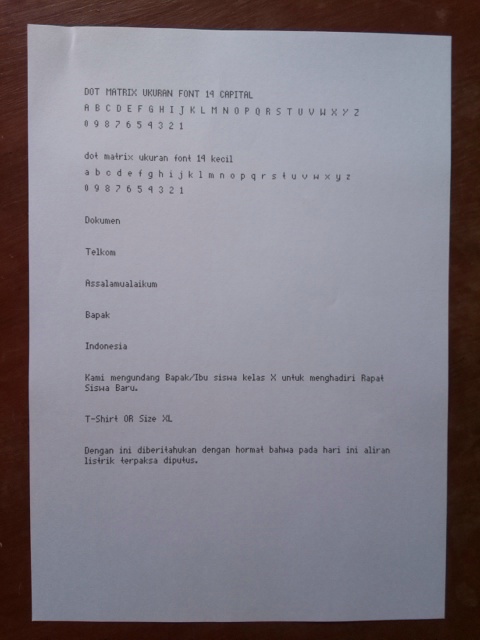 DOT MATRIX UKURAN FONT 14 CAPITAL
A B C D E F G H I J K L M N O P Q R S T U V W X Y Z
0 9 8 7 6 5 4 3 2 1
dot matrix ukuran font 14 kecil
a b c d e f g h i j k l m n o p q r s t u v w x y z
0 9 8 7 6 5 4 3 2 1
Dokumen
Telkom
Assalamualaikum
Bapak
Indonesia
Kami mengundang Bapak/Ibu siswa kelas X untuk menghadiri Rapat
Siswa Baru.
T-Shirt OR Size XL
Dengan ini diberitahukan dengan hormat bahwa pada hari ini aliran
listrik terpaksa diputus.